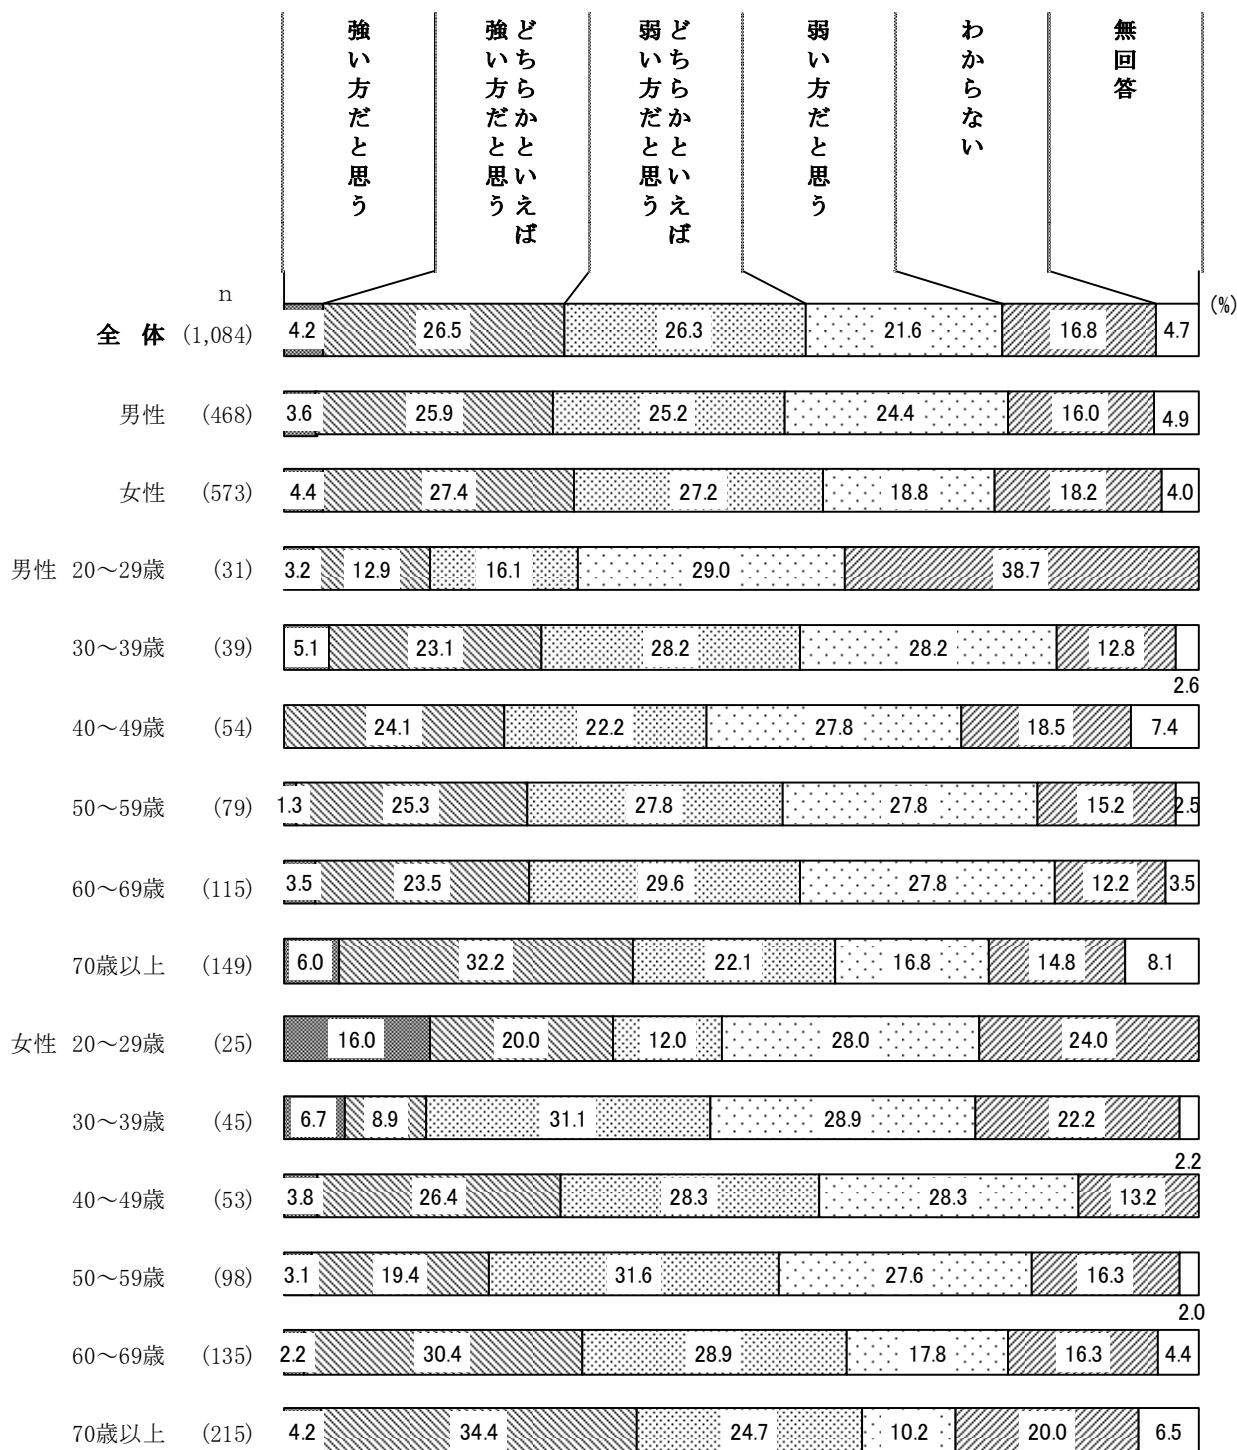 強い方だと思う
どちらかといえば
強い方だと思う
どちらかといえば
弱い方だと思う
弱い方だと思う
わからない
無回答
n
(%)
全 体 (1,084) 4.2 26.5 26.3 21.6 16.8 4.7
男性 (468) 3.6 25.9 25.2 24.4 16.0 4.9
女性 (573) 4.4 27.4 27.2 18.8 18.2 4.0
男性 20～29歳 (31) 3.2 12.9 16.1 29.0 38.7
30～39歳 (39) 5.1 23.1 28.2 28.2 12.8
2.6
40～49歳 (54) 24.1 22.2 27.8 18.5 7.4
50～59歳 (79) 1.3 25.3 27.8 27.8 15.2 2.5
60～69歳 (115) 3.5 23.5 29.6 27.8 12.2 3.5
70歳以上 (149) 6.0 32.2 22.1 16.8 14.8 8.1
女性 20～29歳 (25) 16.0 20.0 12.0 28.0 24.0
30～39歳 (45) 6.7 8.9 31.1 28.9 22.2
2.2
40～49歳 (53) 3.8 26.4 28.3 28.3 13.2
50～59歳 (98) 3.1 19.4 31.6 27.6 16.3
2.0
60～69歳 (135) 2.2 30.4 28.9 17.8 16.3 4.4
70歳以上 (215) 4.2 34.4 24.7 10.2 20.0 6.5